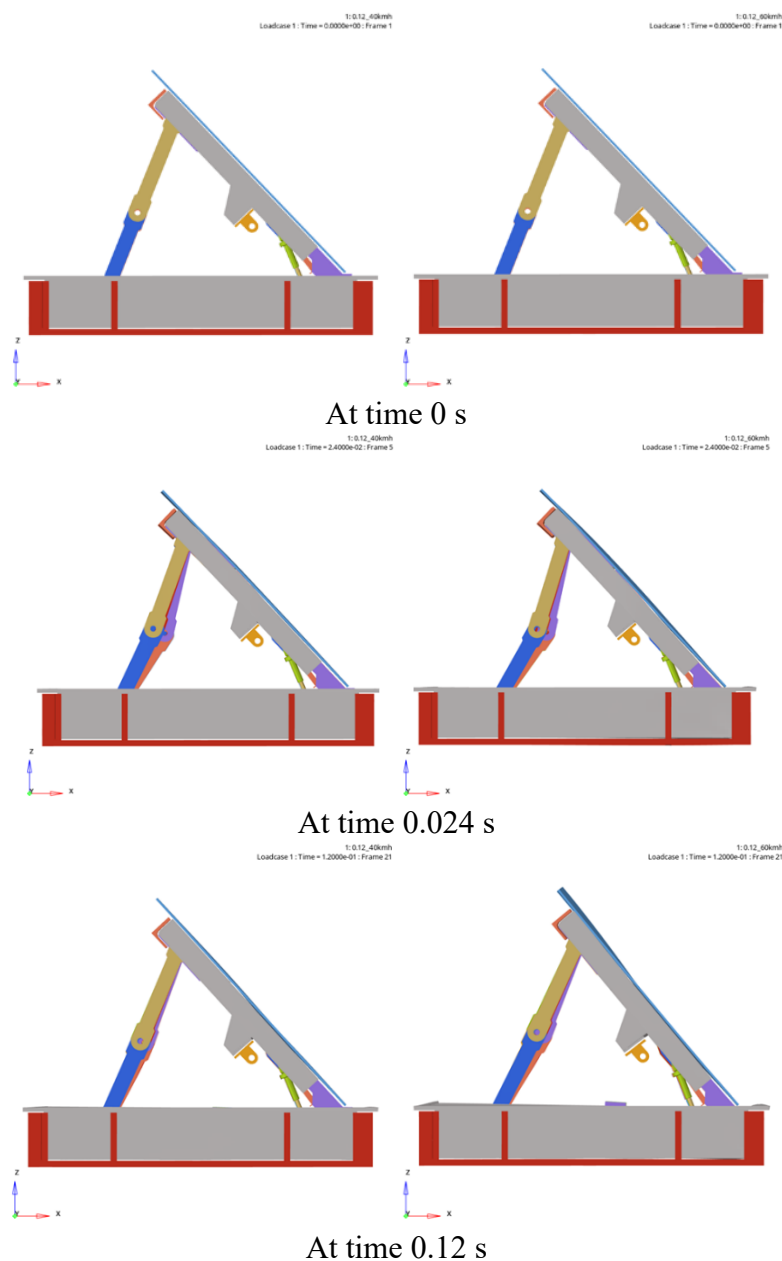 1: 0.12_40kmh
Loadcase 1 : Time = 0.0000e+00 : Frame 1
1: 0.12_60kmh
Loadcase 1 : Time = 0.0000e+00 : Frame 1
Z
Y
X
Z
Y
X
At time 0 s
1: 0.12_40kmh
Loadcase 1 : Time = 2.4000e-02 : Frame 5
1: 0.12_60kmh
Loadcase 1 : Time = 2.4000e-02 : Frame 5
Z
Y
X
Z
Y
X
At time 0.024 s
1: 0.12_40kmh
Loadcase 1 : Time = 1.2000e-01 : Frame 21
1: 0.12_60kmh
Loadcase 1 : Time = 1.2000e-01 : Frame 21
Z
Y
X
Z
Y
X
At time 0.12 s